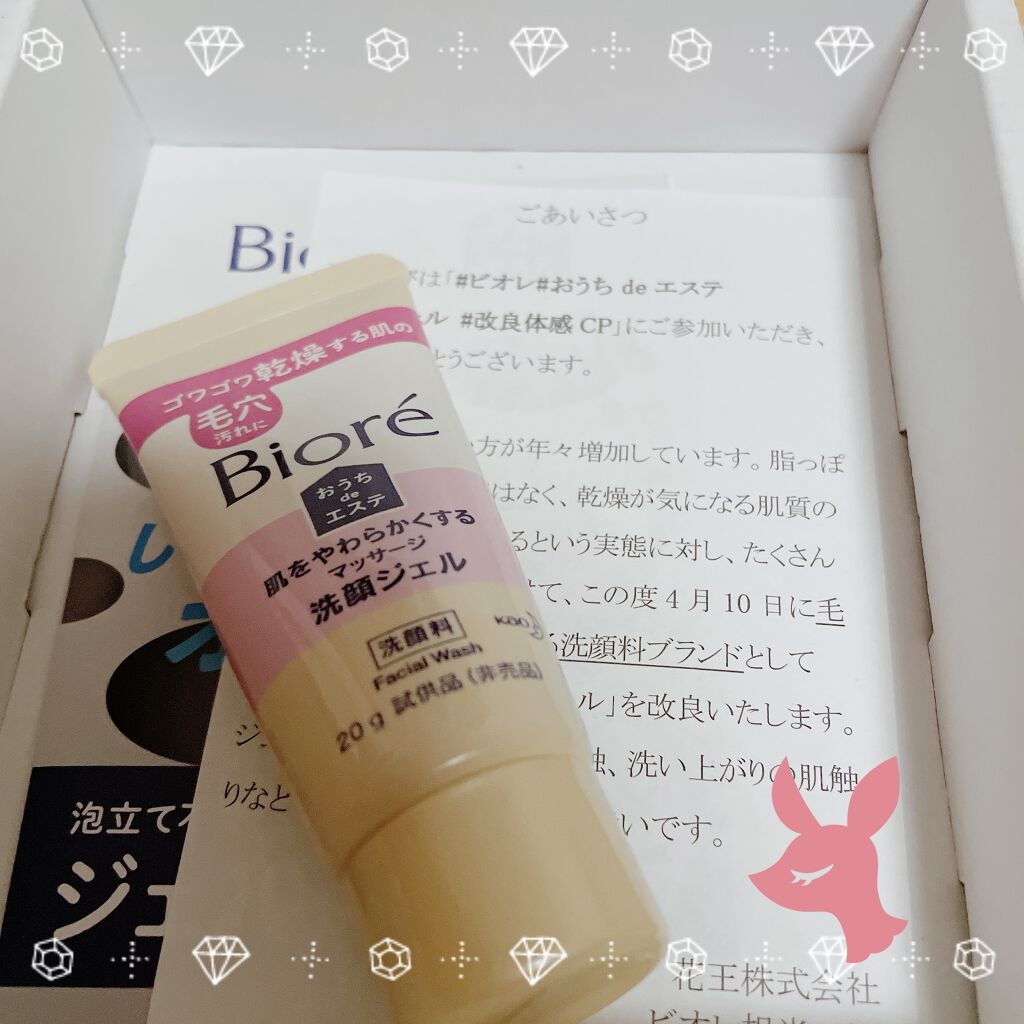 ごあいさつ
は「#ビオレ#おうち de エステ
ル #改良体感 CP」にご参加いただき、
とうございます。
方が年々増加しています。脂っぽ
はなく、乾燥が気になる肌質の
るという実態に対し、たくさん
て、この度4月10日に毛
洗顔料ブランドとして
ル」を改良いたします。
触、洗い上がりの肌触
りなと
いです。
花王株式会社
ゴワゴワ乾燥する肌の
毛穴
汚れに
Bioré
おうち
de
エステ
肌をやわらかくする
マッサージ
洗顔ジェル
洗顔料
Kao
Facial Wash
20g 試供品(非売品)
泡立て
ジェ